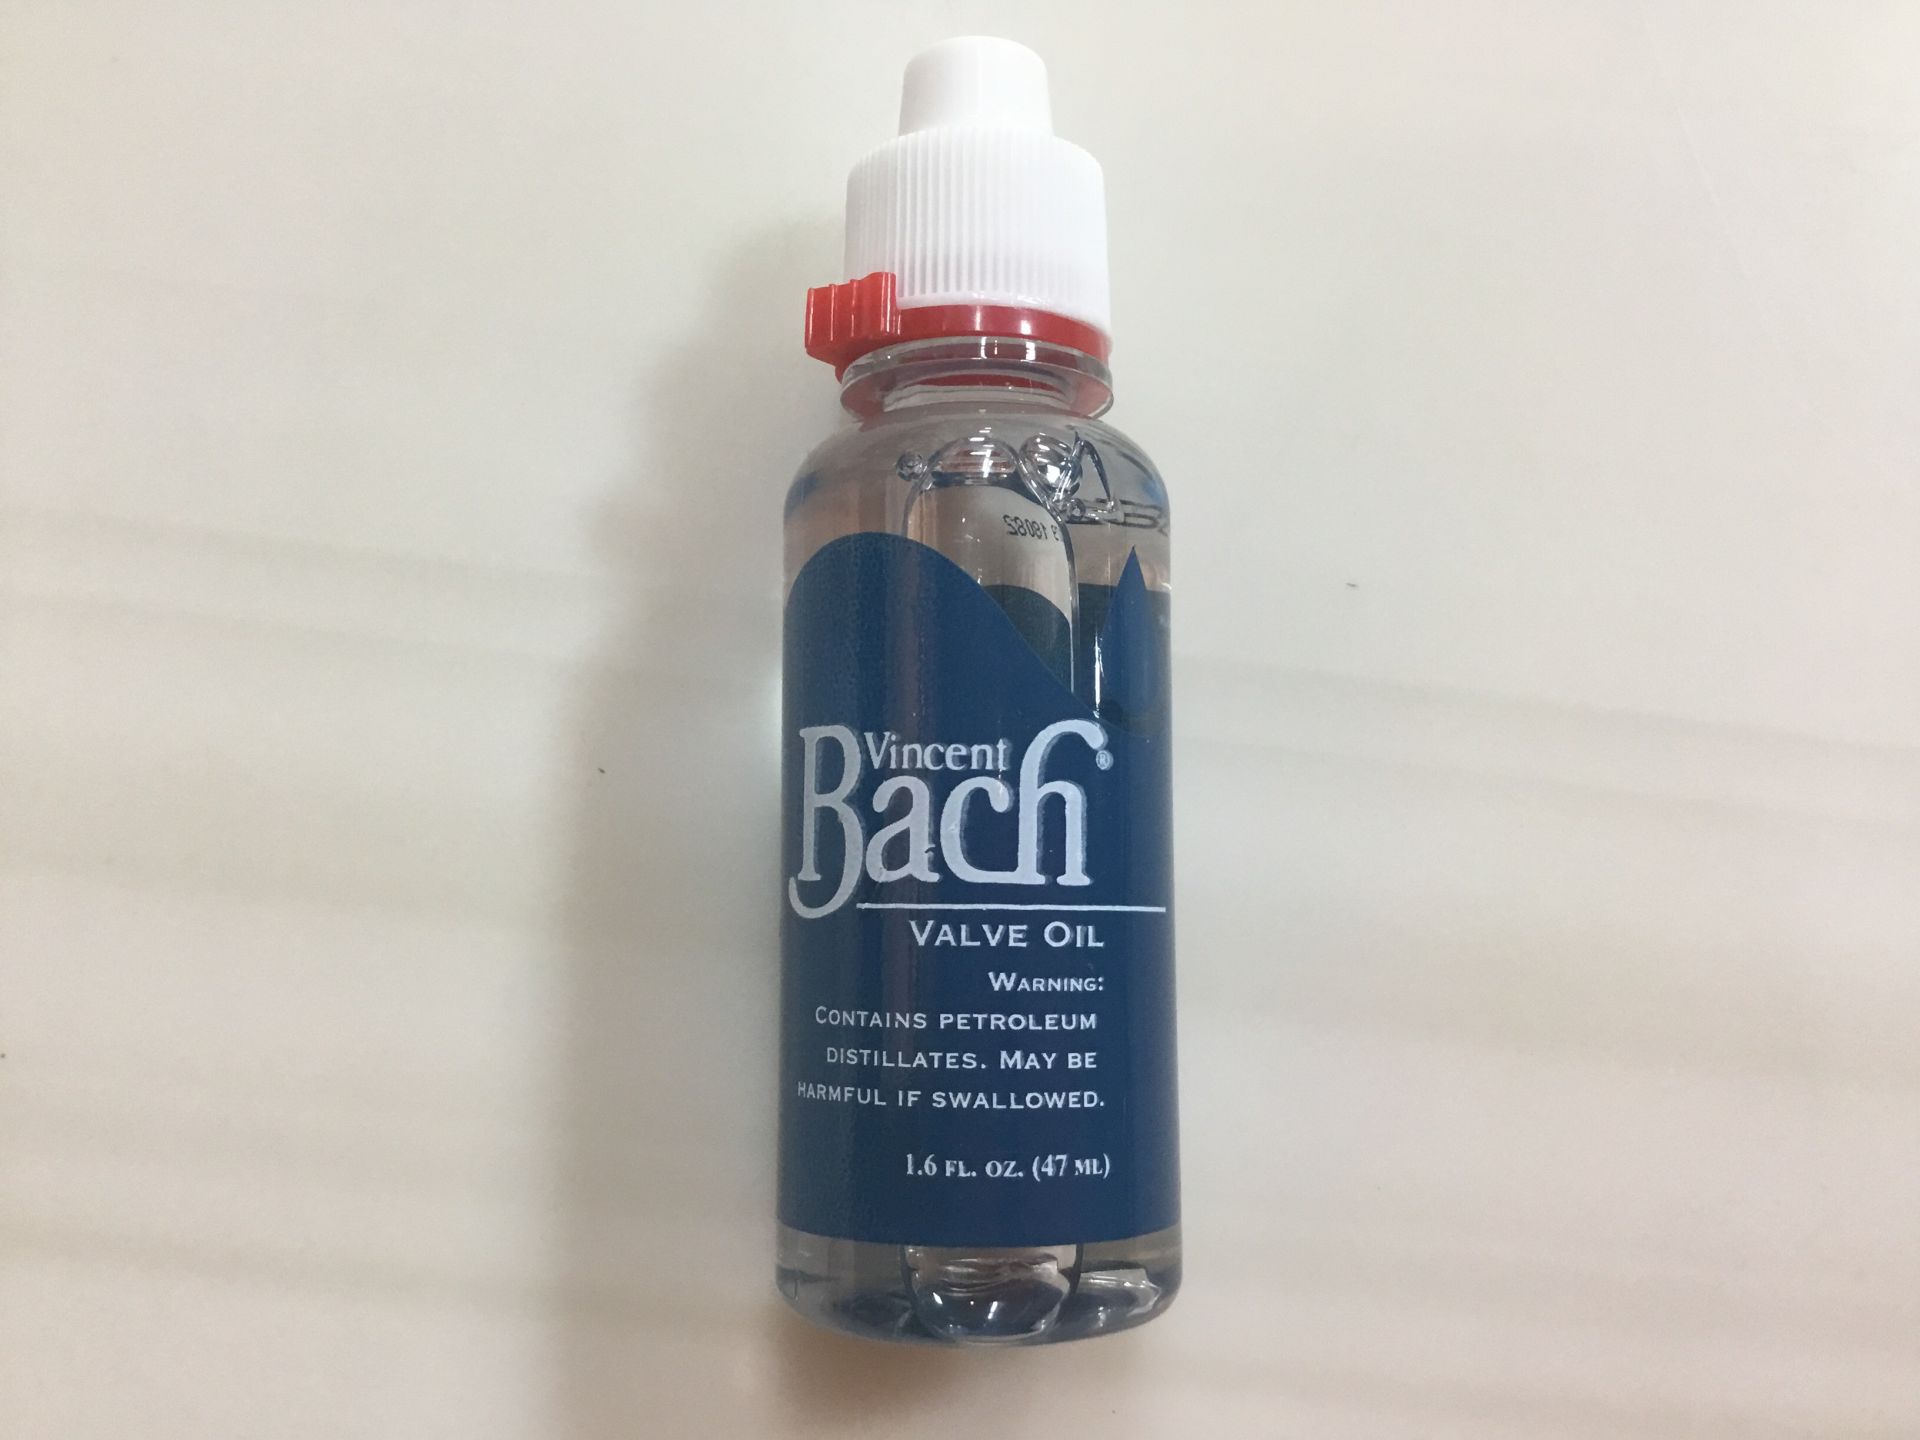 Vincent
Bach®
VALVE OIL
WARNING:
CONTAINS PETROLEUM
DISTILLATES. MAY BE
HARMFUL IF SWALLOWED.
1.6 FL. OZ. (47 ML)